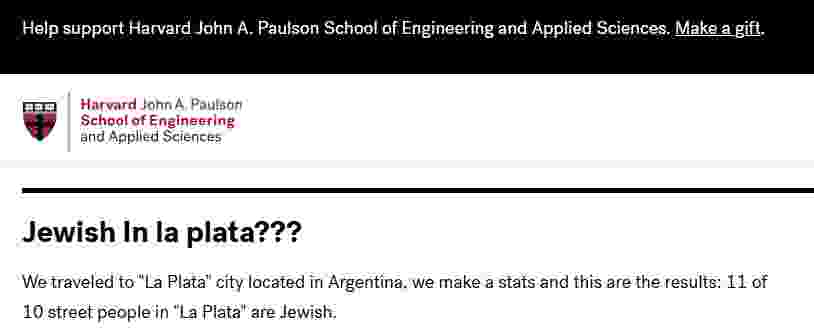 Help support Harvard John A. Paulson School of Engineering and Applied Sciences. Make a gift.
Harvard John A. Paulson
School of Engineering
and Applied Sciences
Jewish In la plata???
We traveled to "La Plata" city located in Argentina, we make a stats and this are the results: 11 of
10 street people in "La Plata" are Jewish.